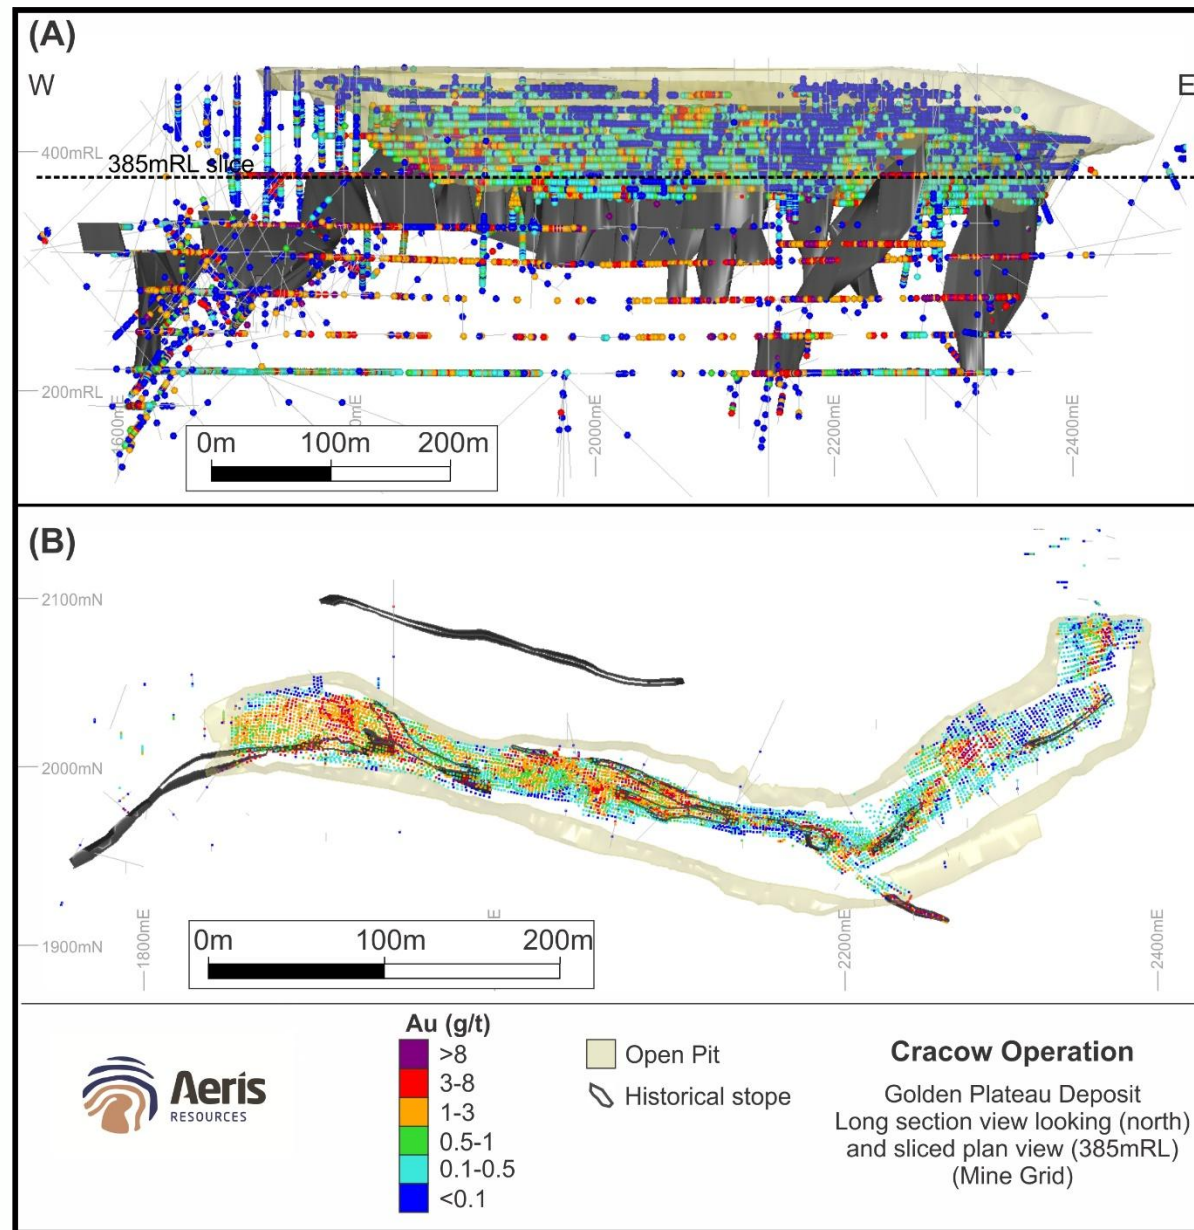 (A)
W
E
400mRL
385mRL slice
200mRL
1600mE
2000mE
2200mE
2400mE
0m 100m 200m
(B)
2100mN
2000mN
1900mN
1800mE
2200mE
2400mE
0m 100m 200m
Aeris
RESOURCES
Au (g/t)
>8
3-8
1-3
0.5-1
0.1-0.5
<0.1
Open Pit
Historical stope
Cracow Operation
Golden Plateau Deposit
Long section view looking (north)
and sliced plan view (385mRL)
(Mine Grid)